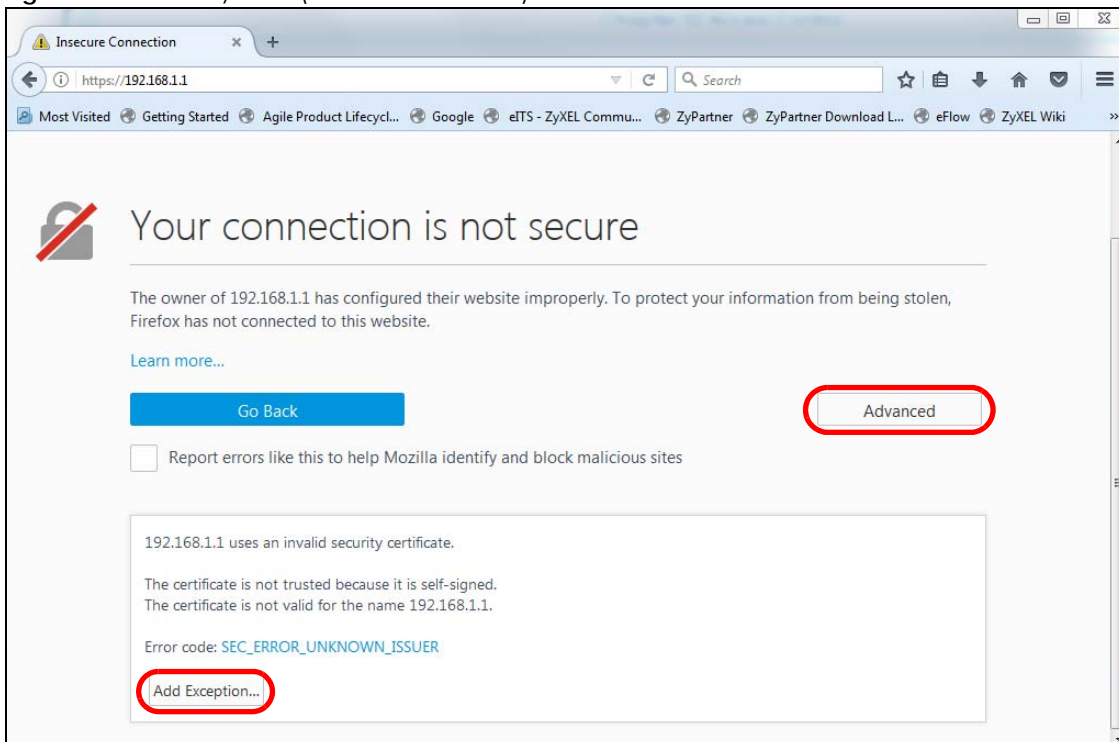 Insecure Connection
https://192.168.1.1
Search
Most Visited Getting Started Agile Product Lifecycl... Google eITS - ZyXEL Commu... ZyPartner ZyPartner Download L... eFlow ZyXEL Wiki »
Your connection is not secure
The owner of 192.168.1.1 has configured their website improperly. To protect your information from being stolen,
Firefox has not connected to this website.
Learn more...
Go Back Advanced
Report errors like this to help Mozilla identify and block malicious sites
192.168.1.1 uses an invalid security certificate.
The certificate is not trusted because it is self-signed.
The certificate is not valid for the name 192.168.1.1.
Error code: SEC_ERROR_UNKNOWN_ISSUER
Add Exception...